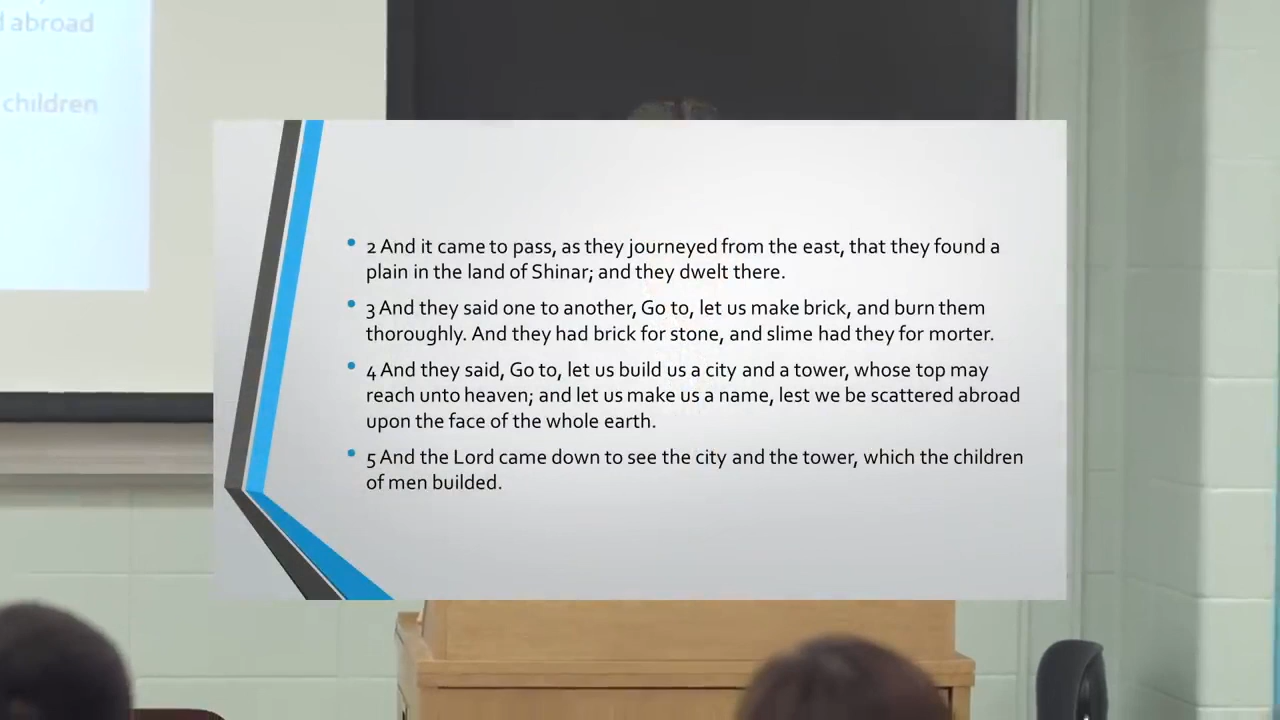 d abroad
children
2 And it came to pass, as they journeyed from the east, that they found a
plain in the land of Shinar; and they dwelt there.
3 And they said one to another, Go to, let us make brick, and burn them
thoroughly. And they had brick for stone, and slime had they for morter.
4 And they said, Go to, let us build us a city and a tower, whose top may
reach unto heaven; and let us make us a name, lest we be scattered abroad
upon the face of the whole earth.
5 And the Lord came down to see the city and the tower, which the children
of men builded.